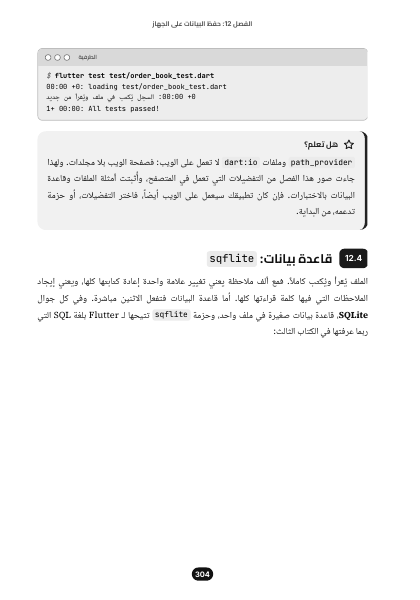 الفصل 12: حفظ البيانات على الجهاز
الطرفية
$ flutter test test/order_book_test.dart
00:00 +0: loading test/order_book_test.dart
00:00 +0: السجل يُكتب في ملف ويُقرأ من جديد
00:00 +1: All tests passed!
هل تعلم؟
path_provider وملفات dart:io لا تعمل على الويب: فصفحة الويب بلا مجلدات. ولهذا
جاءت صور هذا الفصل من التفضيلات التي تعمل في المتصفح، وأُثبتت أمثلة الملفات وقاعدة
البيانات بالاختبارات. فإن كان تطبيقك سيعمل على الويب أيضاً، فاختر التفضيلات، أو حزمة
تدعمه، من البداية.
12.4 قاعدة بيانات: sqflite
الملف يُقرأ ويُكتب كاملاً. فمع ألف ملاحظة يعني تغيير علامة واحدة إعادة كتابتها كلها، ويعني إيجاد
الملاحظات التي فيها كلمة قراءتها كلها. أما قاعدة البيانات فتفعل الاثنين مباشرة. وفي كل جوال
SQLite، قاعدة بيانات صغيرة في ملف واحد، وحزمة sqflite تتيحها لـ Flutter بلغة SQL التي
ربما عرفتها في الكتاب الثالث:
304